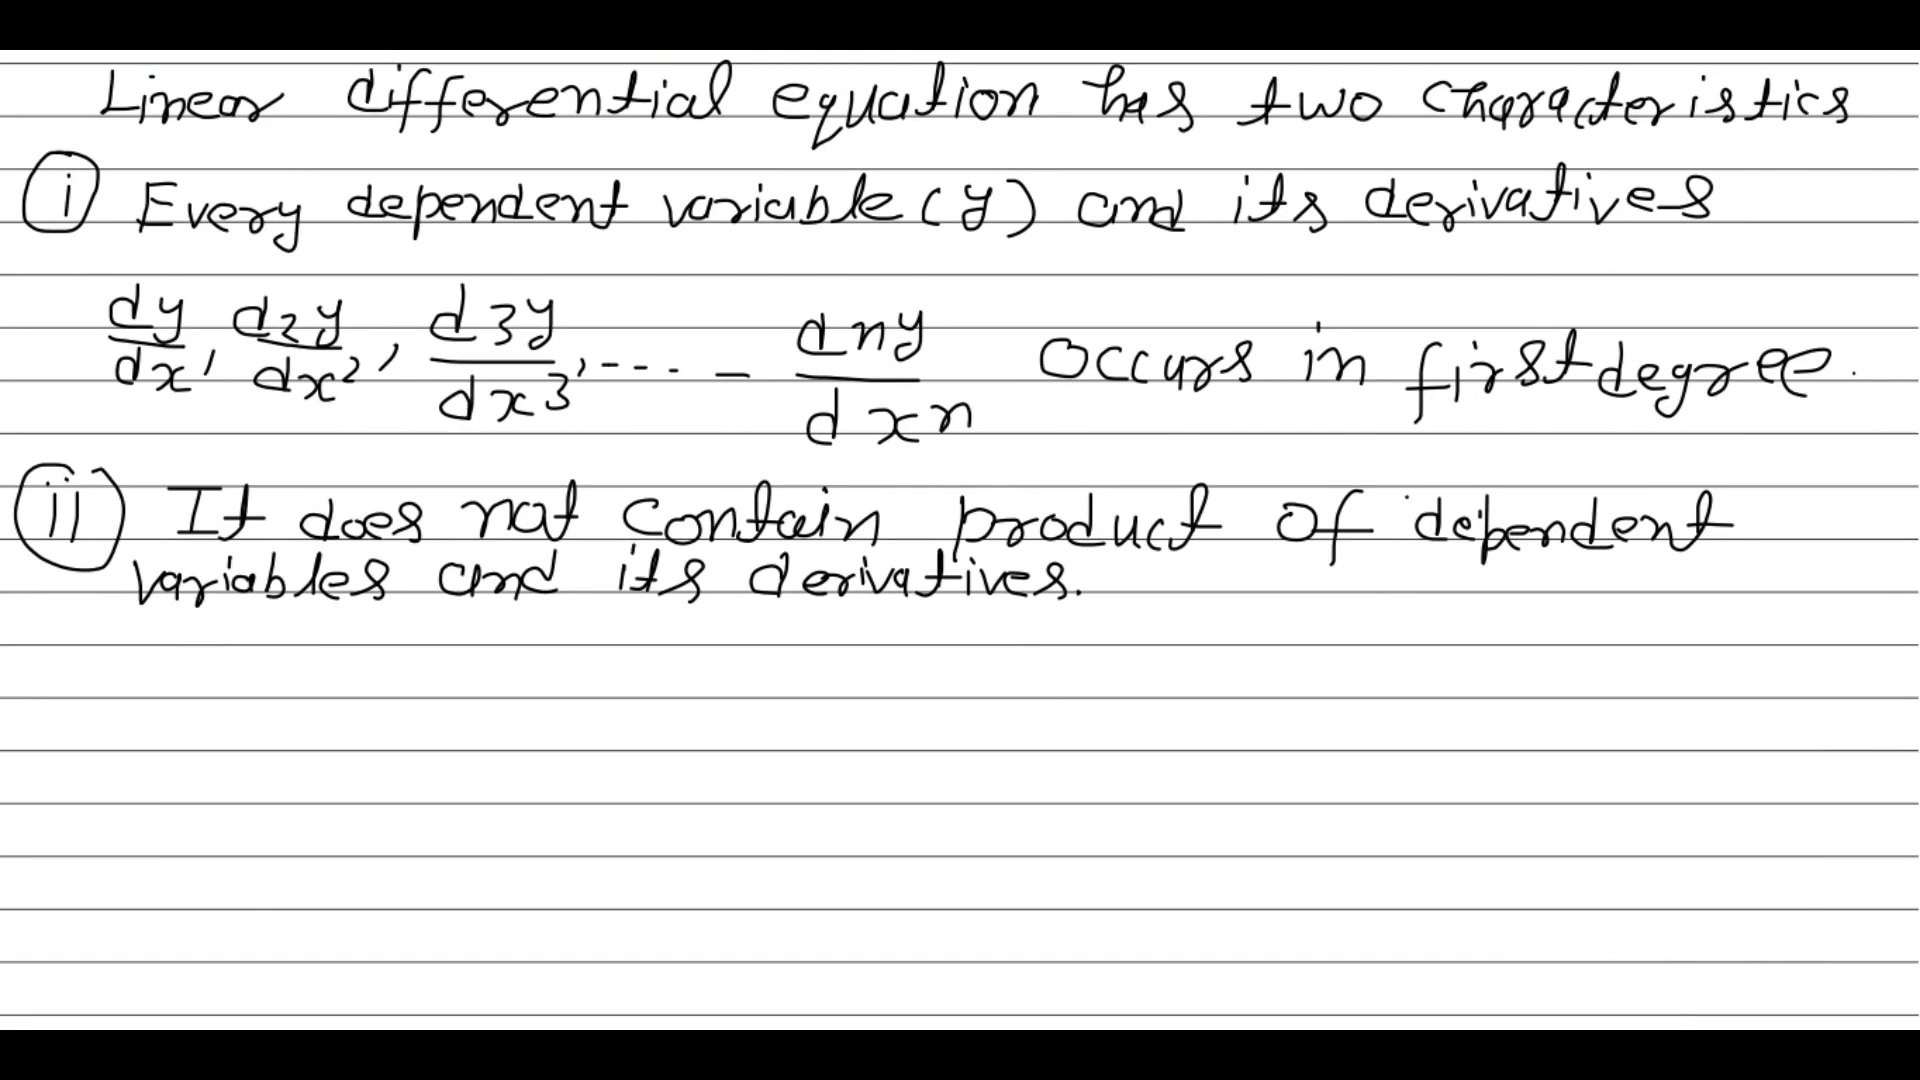 Linear differential equation has two characteristics
(i) Every dependent variable (y) and its derivatives
dy/dx, d2y/dx2, d3y/dx3, ----- dny/dxn occurs in first degree.
(ii) It does not contain product of dependent
variables and its derivatives.